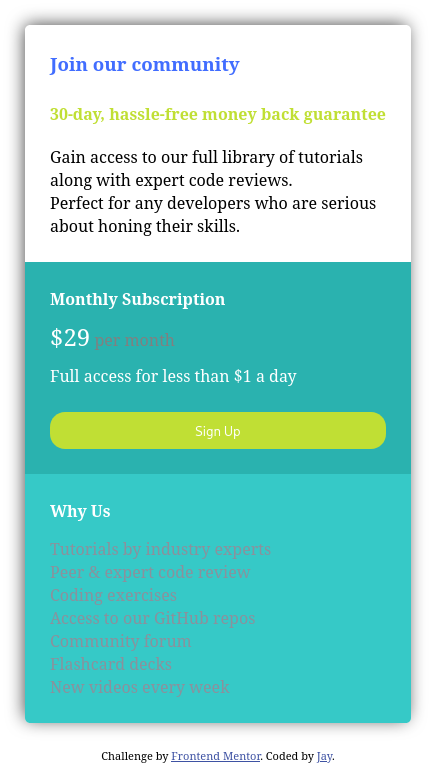 Join our community
30-day, hassle-free money back guarantee
Gain access to our full library of tutorials
along with expert code reviews.
Perfect for any developers who are serious
about honing their skills.
Monthly Subscription
$29 per month
Full access for less than $1 a day
Sign Up
Why Us
Tutorials by industry experts
Peer & expert code review
Coding exercises
Access to our GitHub repos
Community forum
Flashcard decks
New videos every week
Challenge by Frontend Mentor. Coded by Jay.